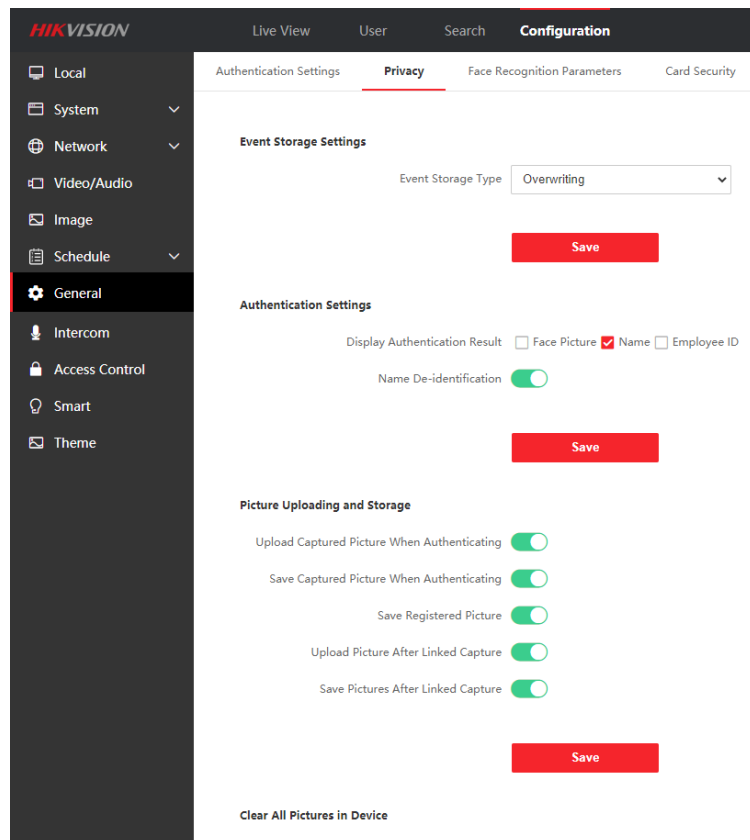 HIKVISION
Live View User Search Configuration
Local
System
Network
Video/Audio
Image
Schedule
General
Intercom
Access Control
Smart
Theme
Authentication Settings Privacy Face Recognition Parameters Card Security
Event Storage Settings
Event Storage Type Overwriting
Save
Authentication Settings
Display Authentication Result Face Picture Name Employee ID
Name De-identification
Save
Picture Uploading and Storage
Upload Captured Picture When Authenticating
Save Captured Picture When Authenticating
Save Registered Picture
Upload Picture After Linked Capture
Save Pictures After Linked Capture
Save
Clear All Pictures in Device